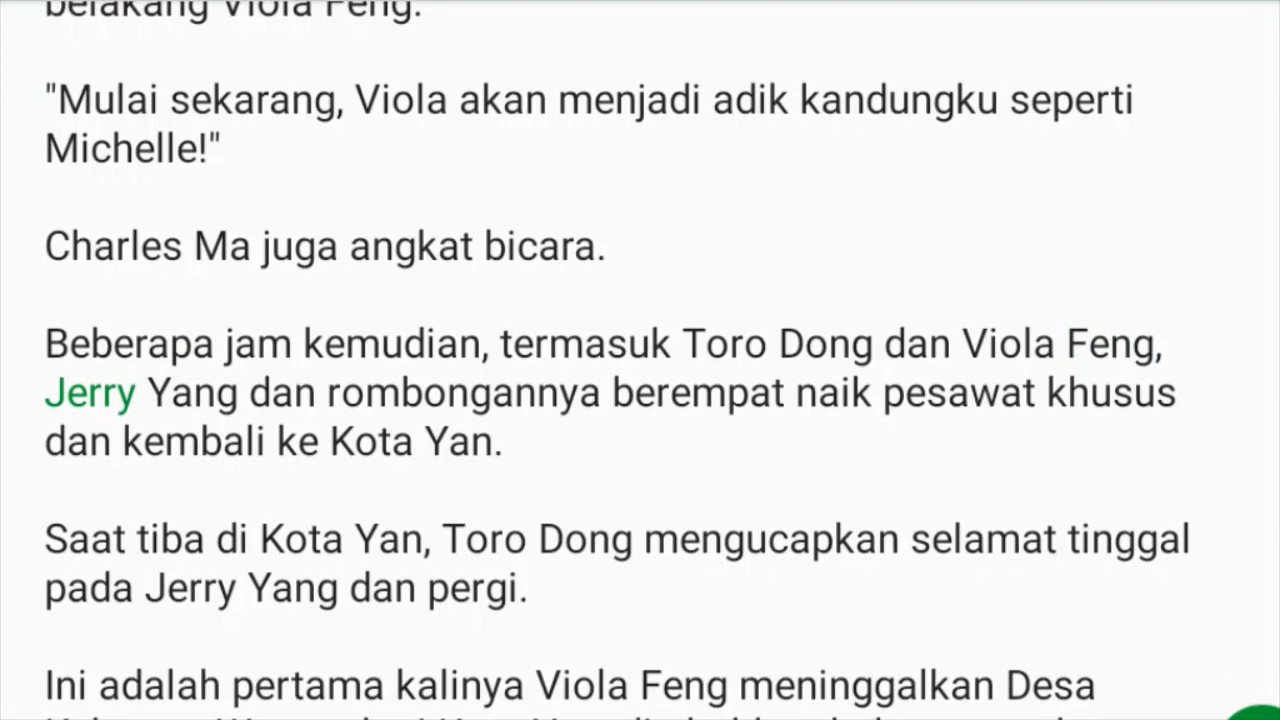 belakang Viola Feng.
"Mulai sekarang, Viola akan menjadi adik kandungku seperti
Michelle!"
Charles Ma juga angkat bicara.
Beberapa jam kemudian, termasuk Toro Dong dan Viola Feng,
Jerry Yang dan rombongannya berempat naik pesawat khusus
dan kembali ke Kota Yan.
Saat tiba di Kota Yan, Toro Dong mengucapkan selamat tinggal
pada Jerry Yang dan pergi.
Ini adalah pertama kalinya Viola Feng meninggalkan Desa